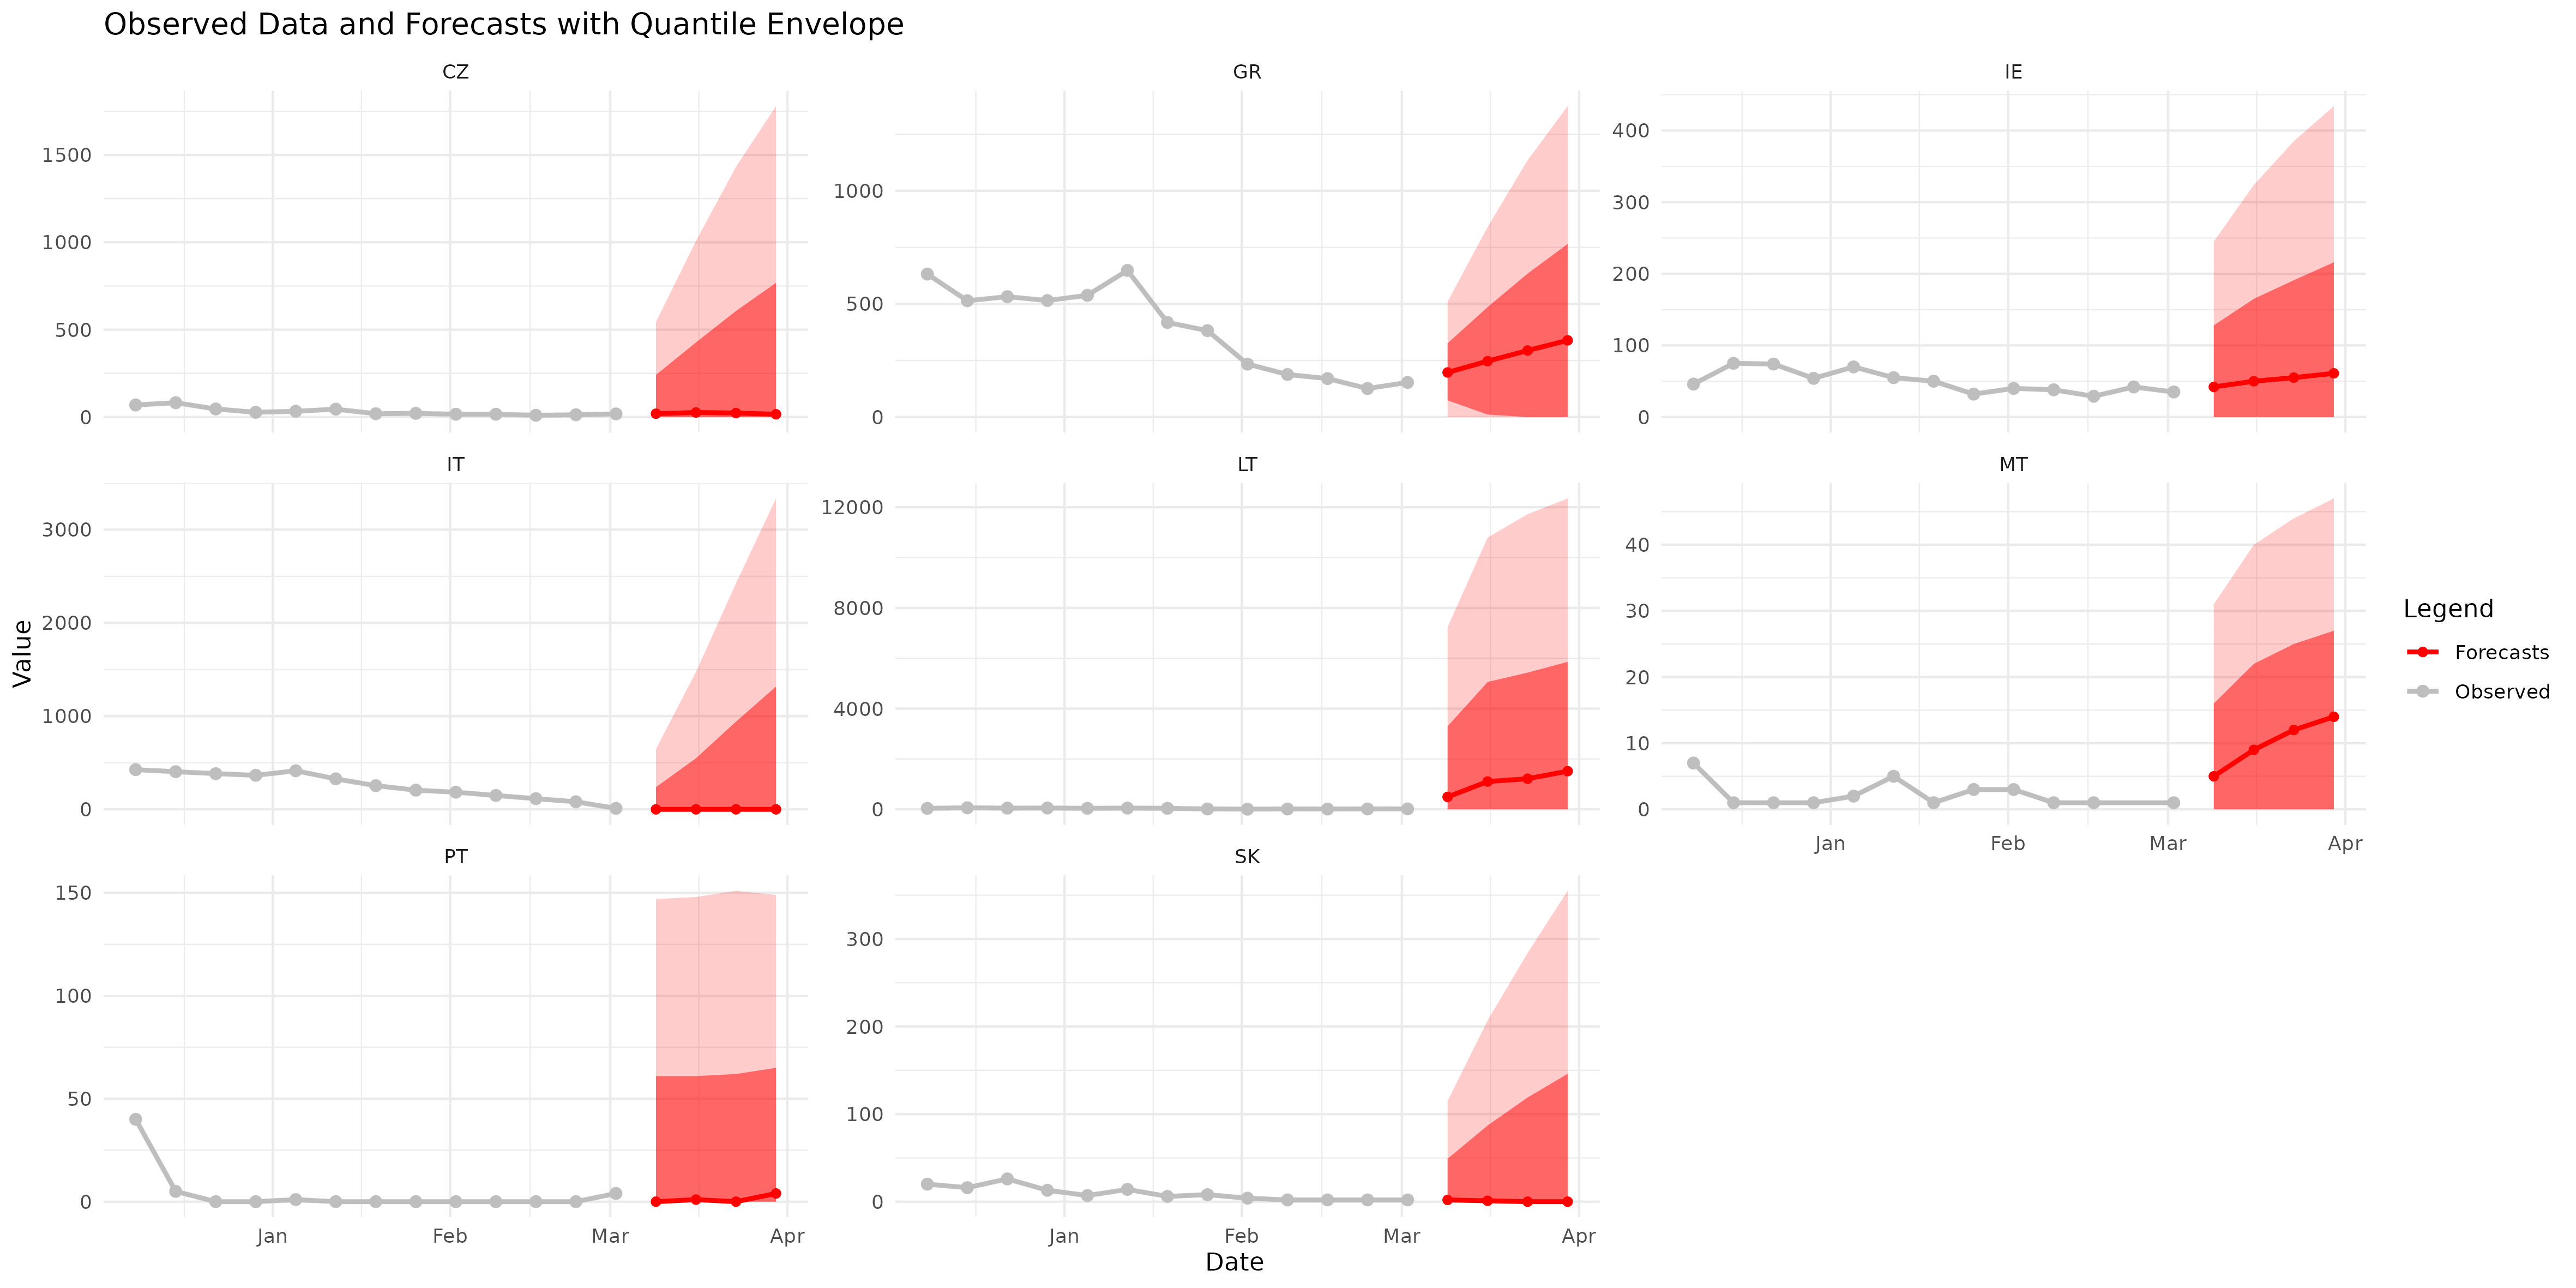 Observed Data and Forecasts with Quantile Envelope
CZ
GR
IE
1500
1000
500
0
1000
500
0
400
300
200
100
0
IT
LT
MT
3000
2000
1000
0
12000
8000
4000
0
40
30
20
10
0
Jan
Feb
Mar
Apr
PT
SK
150
100
50
0
300
200
100
0
Jan
Feb
Mar
Apr
Jan
Feb
Mar
Apr
Value
Date
Legend
Forecasts
Observed